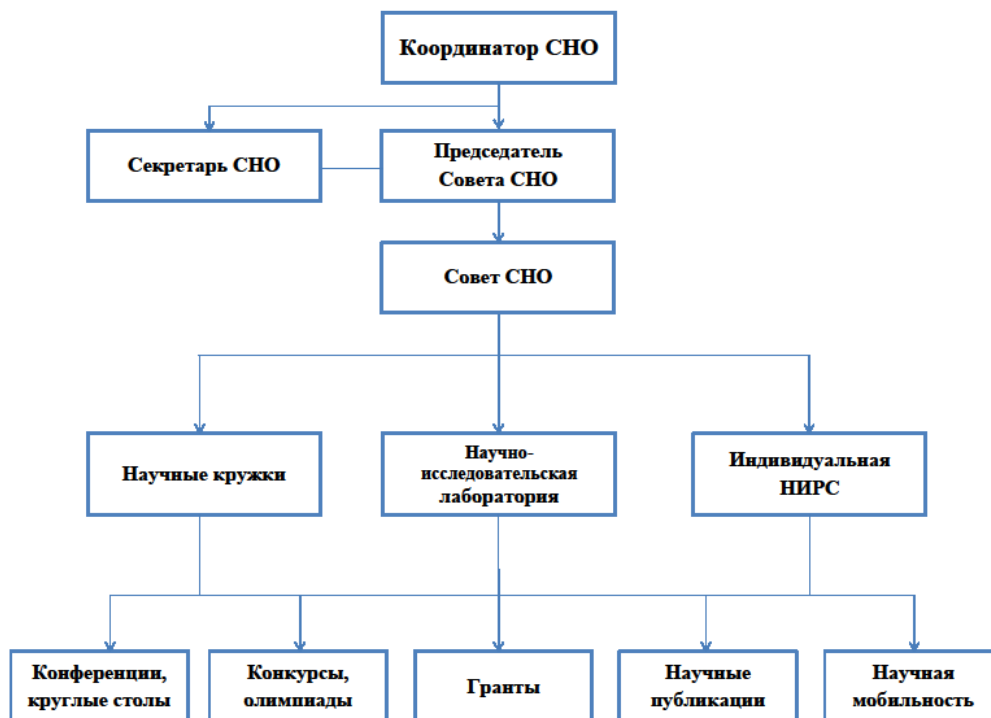 Координатор СНО
Секретарь СНО
Председатель
Совета СНО
Совет СНО
Научные кружки
Научно-
исследовательская
лаборатория
Индивидуальная
НИРС
Конференции,
круглые столы
Конкурсы,
олимпиады
Гранты
Научные
публикации
Научная
мобильность